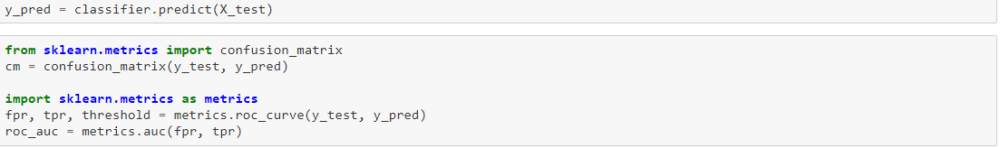 y_pred = classifier.predict(X_test)
from sklearn.metrics import confusion_matrix
cm = confusion_matrix(y_test, y_pred)
import sklearn.metrics as metrics
fpr, tpr, threshold = metrics.roc_curve(y_test, y_pred)
roc_auc = metrics.auc(fpr, tpr)